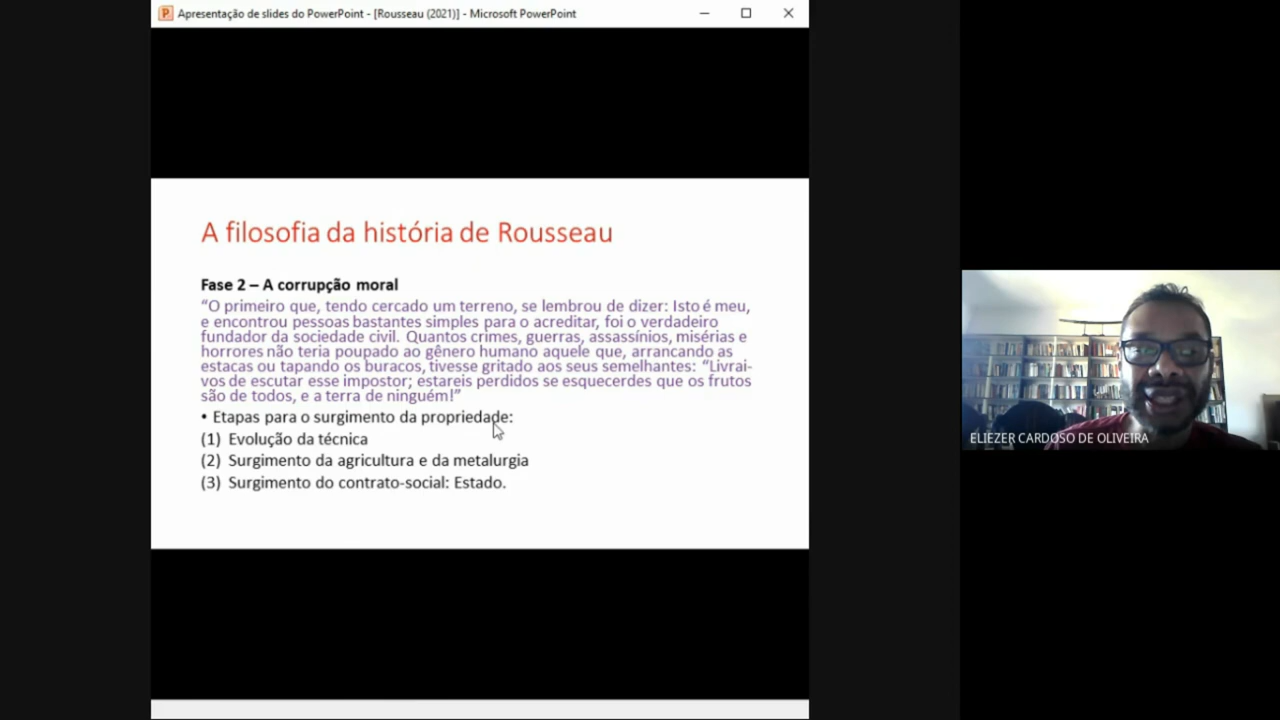 Apresentação de slides do PowerPoint - [Rousseau (2021)] - Microsoft PowerPoint
A filosofia da história de Rousseau
Fase 2 – A corrupção moral
“O primeiro que, tendo cercado um terreno, se lembrou de dizer: Isto é meu,
e encontrou pessoas bastantes simples para o acreditar, foi o verdadeiro
fundador da sociedade civil. Quantos crimes, guerras, assassínios, misérias e
horrores não teria poupado ao gênero humano aquele que, arrancando as
estacas ou tapando os buracos, tivesse gritado aos seus semelhantes: “Livrai-
vos de escutar esse impostor; estareis perdidos se esquecerdes que os frutos
são de todos, e a terra de ninguém!”
• Etapas para o surgimento da propriedade:
(1) Evolução da técnica
(2) Surgimento da agricultura e da metalurgia
(3) Surgimento do contrato-social: Estado.
ELIEZER CARDOSO DE OLIVEIRA